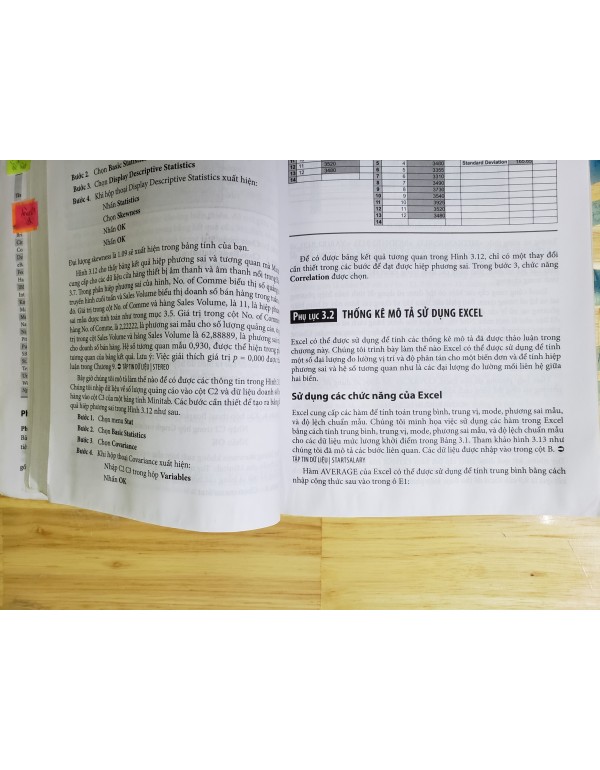 Bước 2. Chọn Basic
Bước 3. Chọn Display Descriptive Statistics
Bước 4. Khi hộp thoại Display Descriptive Statistics xuất hiện:
Nhấn Statistics
Chọn Skewness
Nhấn OK
Nhấn OK
Đại lượng skewness là 1.09 sẽ xuất hiện trong bảng tính của bạn.
Hình 3.12 cho thấy bảng kết quả hiệp phương sai và tương quan mà
cung cấp cho các dữ liệu cửa hàng thiết bị âm thanh và âm thanh nổi trong
3.7. Trong phần hiệp phương sai của hình, No. of Comme biểu thị số quảng
truyền hình cuối tuần và Sales Volume biểu thị doanh số bán hàng trong tuần
đó. Giá trị trong cột No. of Comme và hàng Sales Volume, là 11, là hiệp
sai mẫu được tính toán như trong mục 3.5. Giá trị trong cột No. of
hàng No. of Comme, là 2,22222, là phương sai mẫu cho số lượng quảng cáo,
trị trong cột Sales Volume và hàng Sales Volume là 62,88889, là phương sai
cho doanh số bán hàng. Hệ số tương quan mẫu 0,930, được thể hiện trong
tương quan của bảng kết quả. Lưu ý: Việc giải thích giá trị p = 0,000 được
luận trong Chương 9. TẬP TIN DỮ LIỆU | STEREO
Bây giờ chúng tôi mô tả làm thế nào để có được các thông tin trong Hình
Chúng tôi nhập dữ liệu về số lượng quảng cáo vào cột C2 và dữ liệu doanh số
hàng vào cột C3 của một bảng tính Minitab. Các bước cần thiết để tạo ra bảng
quả hiệp phương sai trong Hình 3.12 như sau.
Bước 1. Chọn menu Stat
Bước 2. Chọn Basic Statistics
Bước 3. Chọn Covariance
Bước 4. Khi hộp thoại Covariance xuất hiện:
Nhập C2 C3 trong hộp Variables
Nhấn OK
12 11 3520
13 12 3480
14
5 4 3480 Standard Deviation
6 5 3355
7 6 3310
8 7 3490
9 8 3730
10 9 3540
11 10 3925
12 11 3520
13 12 3480
14
Để có được bảng kết quả tương quan trong Hình 3.12, chỉ có một thay đổi
cần thiết trong các bước để đạt được hiệp phương sai. Trong bước 3, chức năng
Correlation được chọn.
PHỤ LỤC 3.2 THỐNG KÊ MÔ TẢ SỬ DỤNG EXCEL
Excel có thể được sử dụng để tính các thống kê mô tả đã được thảo luận trong
chương này. Chúng tôi trình bày làm thế nào Excel có thể được sử dụng để tính
một số đại lượng đo lường vị trí và độ phân tán cho một biến đơn và để tính hiệp
phương sai và hệ số tương quan như là các đại lượng đo lường mối liên hệ giữa
hai biến.
Sử dụng các chức năng của Excel
Excel cung cấp các hàm để tính toán trung bình, trung vị, mode, phương sai mẫu,
và độ lệch chuẩn mẫu. Chúng tôi minh họa việc sử dụng các hàm trong Excel
bằng cách tính trung bình, trung vị, mode, phương sai mẫu, và độ lệch chuẩn mẫu
cho các dữ liệu mức lương khởi điểm trong Bảng 3.1. Tham khảo hình 3.13 như
chúng tôi đã mô tả các bước liên quan. Các dữ liệu được nhập vào trong cột B.
TẬP TIN DỮ LIỆU | STARTSALARY
Hàm AVERAGE của Excel có thể được sử dụng để tính trung bình bằng cách
nhập công thức sau vào trong ô E1: